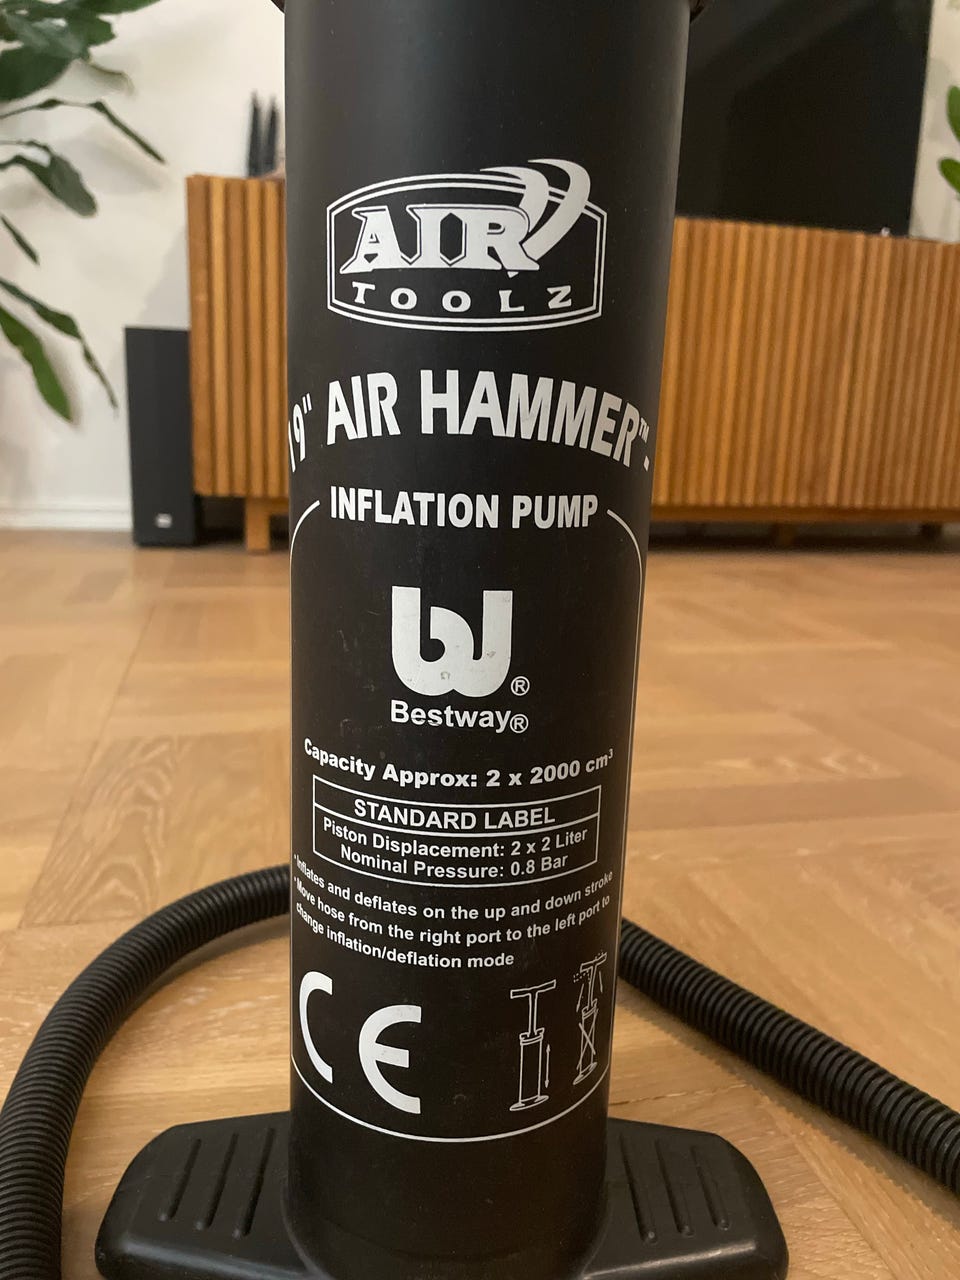 AIR
TOOLZ
19" AIR HAMMER™
INFLATION PUMP
Bestway®
Capacity Approx: 2 x 2000 cm³
STANDARD LABEL
Piston Displacement: 2 x 2 Liter
Nominal Pressure: 0.8 Bar
·Inflates and deflates on the up and down stroke
·Move hose from the right port to the left port to
change inflation/deflation mode
CE